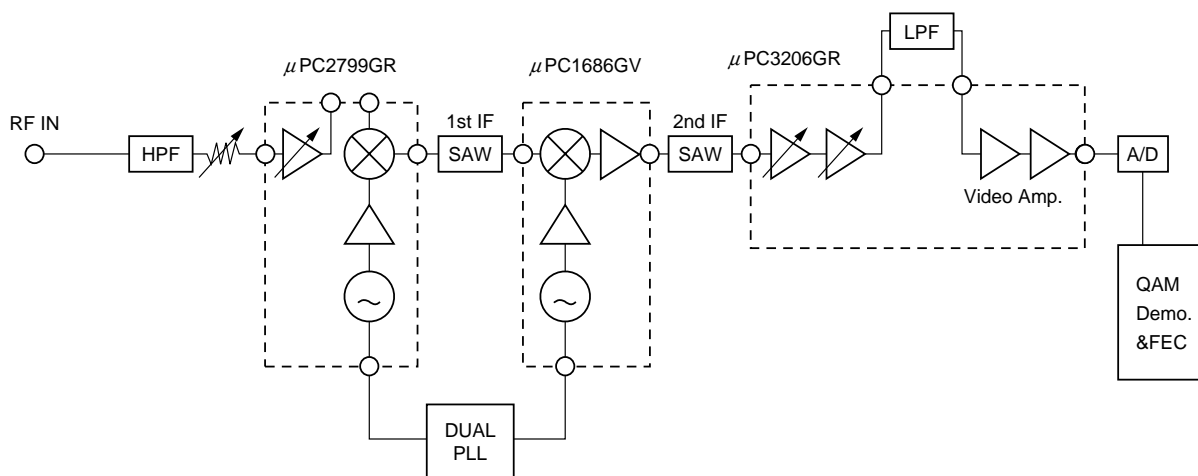 LPF
μPC2799GR
μPC1686GV
μPC3206GR
RF IN
1st IF
2nd IF
HPF
SAW
SAW
A/D
Video Amp.
QAM
Demo.
&FEC
DUAL
PLL